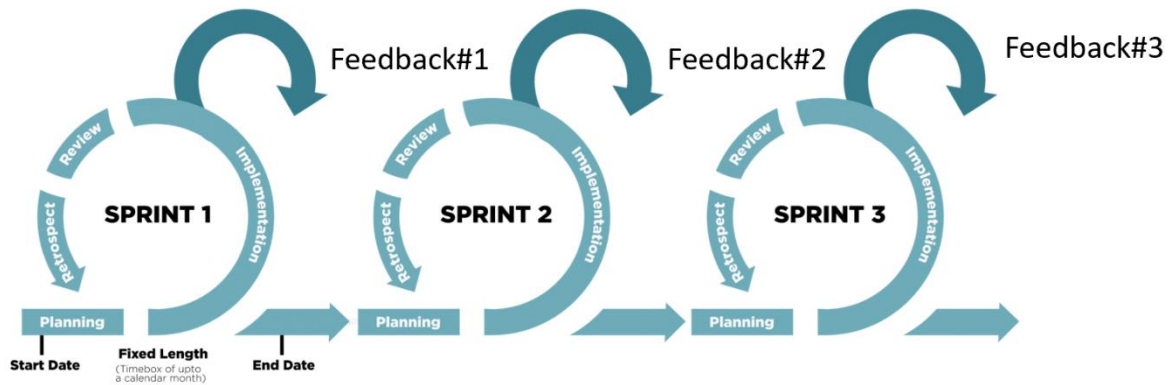 Feedback#1
Review
Implementation
SPRINT 1
Retrospect
Planning
Start Date
Fixed Length
(Timebox of upto
a calendar month)
End Date
Feedback#2
Review
Implementation
SPRINT 2
Retrospect
Planning
Feedback#3
Review
Implementation
SPRINT 3
Retrospect
Planning